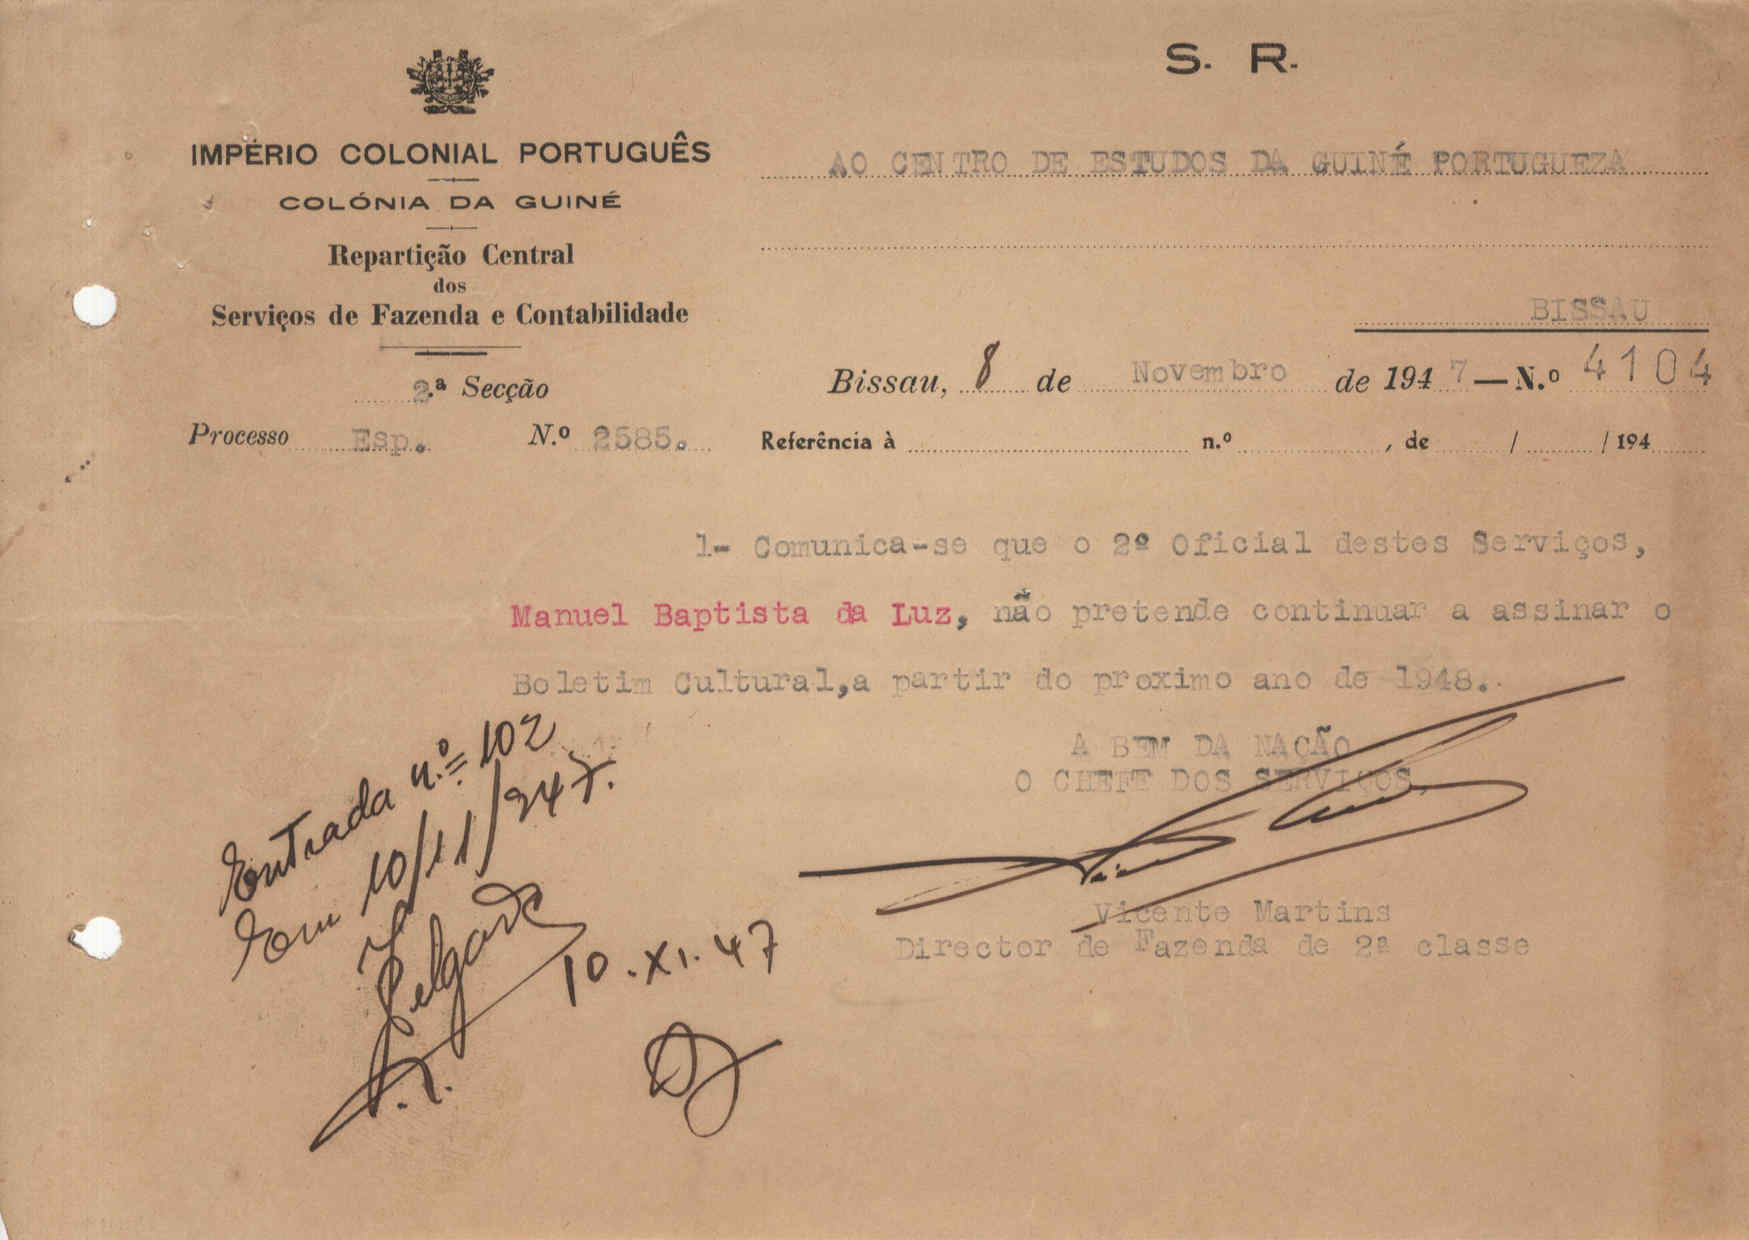 S. R.
IMPÉRIO COLONIAL PORTUGUÊS
COLÓNIA DA GUINÉ
Repartição Central
dos
Serviços de Fazenda e Contabilidade
2.ª Secção
Processo Esp. N.º 2585.
AO CENTRO DE ESTUDOS DA GUINÉ PORTUGUEZA
BISSAU
Bissau, 8 de Novembro de 1947 — N.º 4104
Referência à n.º , de / / 194
1- Comunica-se que o 2º Oficial destes Serviços,
Manuel Baptista da Luz, não pretende continuar a assinar o
Boletim Cultural,a partir do proximo ano de 1948.
A BEM DA NAÇÃO
O CHEFE DOS SERVIÇOS,
Vicente Martins
Director de Fazenda de 2ª classe
Entrada n.º 102
Em 10/11/947.
10.XI.47